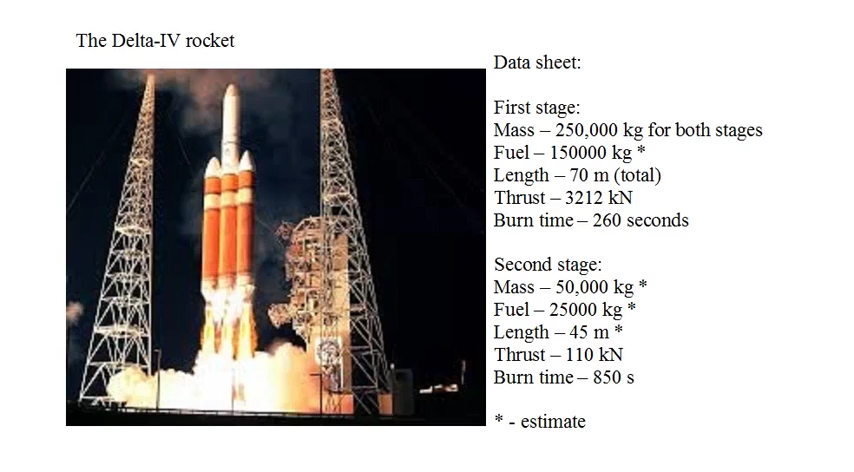 The Delta-IV rocket
Data sheet:
First stage:
Mass – 250,000 kg for both stages
Fuel – 150000 kg *
Length – 70 m (total)
Thrust – 3212 kN
Burn time – 260 seconds
Second stage:
Mass – 50,000 kg *
Fuel – 25000 kg *
Length – 45 m *
Thrust – 110 kN
Burn time – 850 s
* - estimate